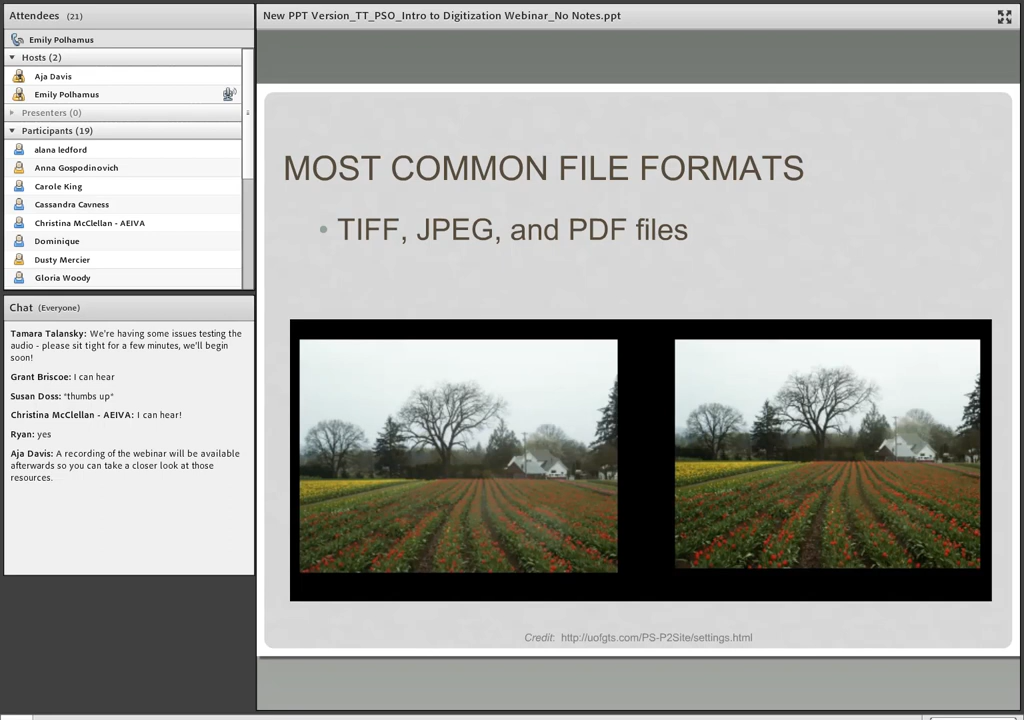 Attendees (21)
Emily Polhamus
Hosts (2)
Aja Davis
Emily Polhamus
Presenters (0)
Participants (19)
alana ledford
Anna Gospodinovich
Carole King
Cassandra Cavness
Christina McClellan - AEIVA
Dominique
Dusty Mercier
Gloria Woody
Chat (Everyone)
Tamara Talansky: We're having some issues testing the
audio - please sit tight for a few minutes, we'll begin
soon!
Grant Briscoe: I can hear
Susan Doss: *thumbs up*
Christina McClellan - AEIVA: I can hear!
Ryan: yes
Aja Davis: A recording of the webinar will be available
afterwards so you can take a closer look at those
resources.
New PPT Version_TT_PSO_Intro to Digitization Webinar_No Notes.ppt
MOST COMMON FILE FORMATS
• TIFF, JPEG, and PDF files
Credit: http://uofgts.com/PS-P2Site/settings.html